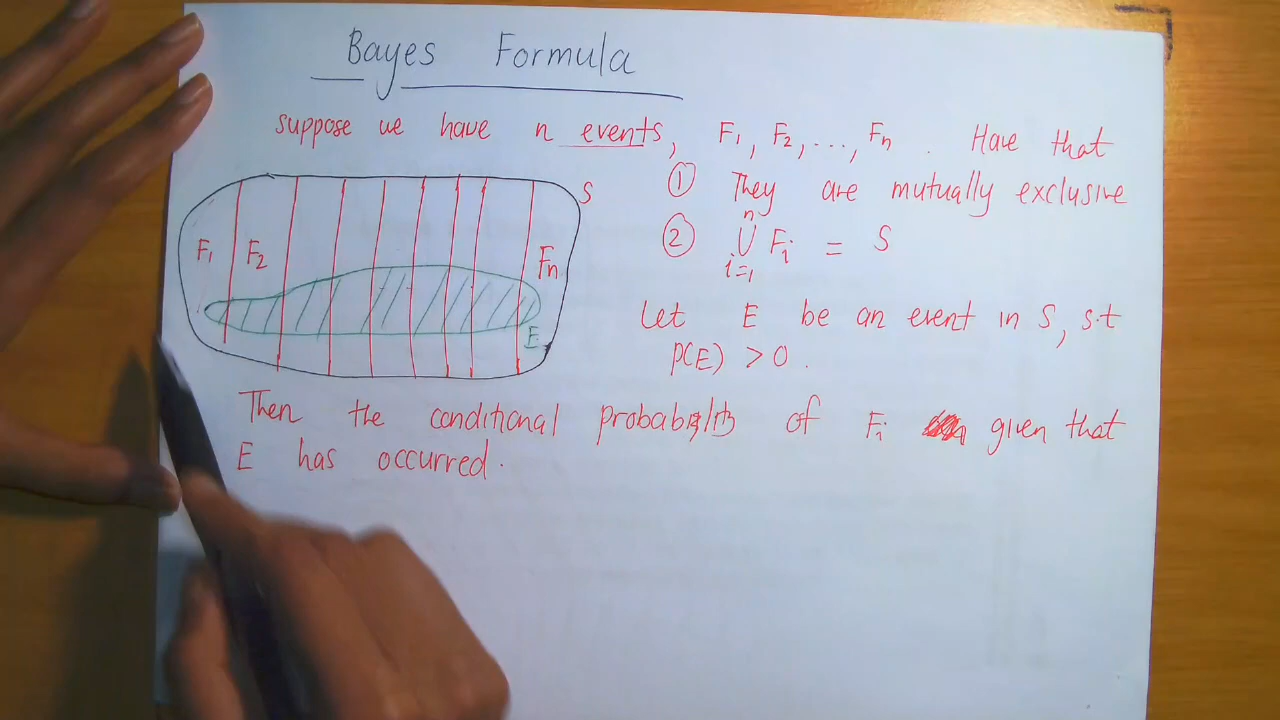 Bayes Formula
suppose we have n events, F₁, F₂, ..., Fₙ. Have that
① They are mutually exclusive
② ⋃ᵢ₌₁ⁿ Fᵢ = S
S
F₁ F₂ Fₙ
E
Let E be an event in S, s.t
P(E) > 0.
Then the conditional probability of Fᵢ given that
E has occurred.